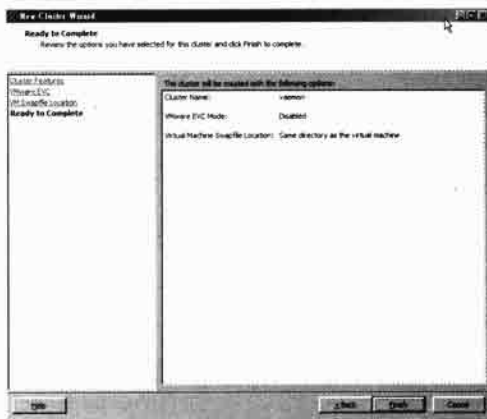 New Cluster Wizard
Ready to Complete
Review the options you have selected for this cluster and click Finish to complete.
Cluster Features
VMware EVC
VM Swapfile Location
Ready to Complete
The cluster will be created with the following options:
Cluster Name:
VMware EVC Mode: Disabled
Virtual Machine Swapfile Location: Same directory as the virtual machine
Help
< Back
Finish
Cancel